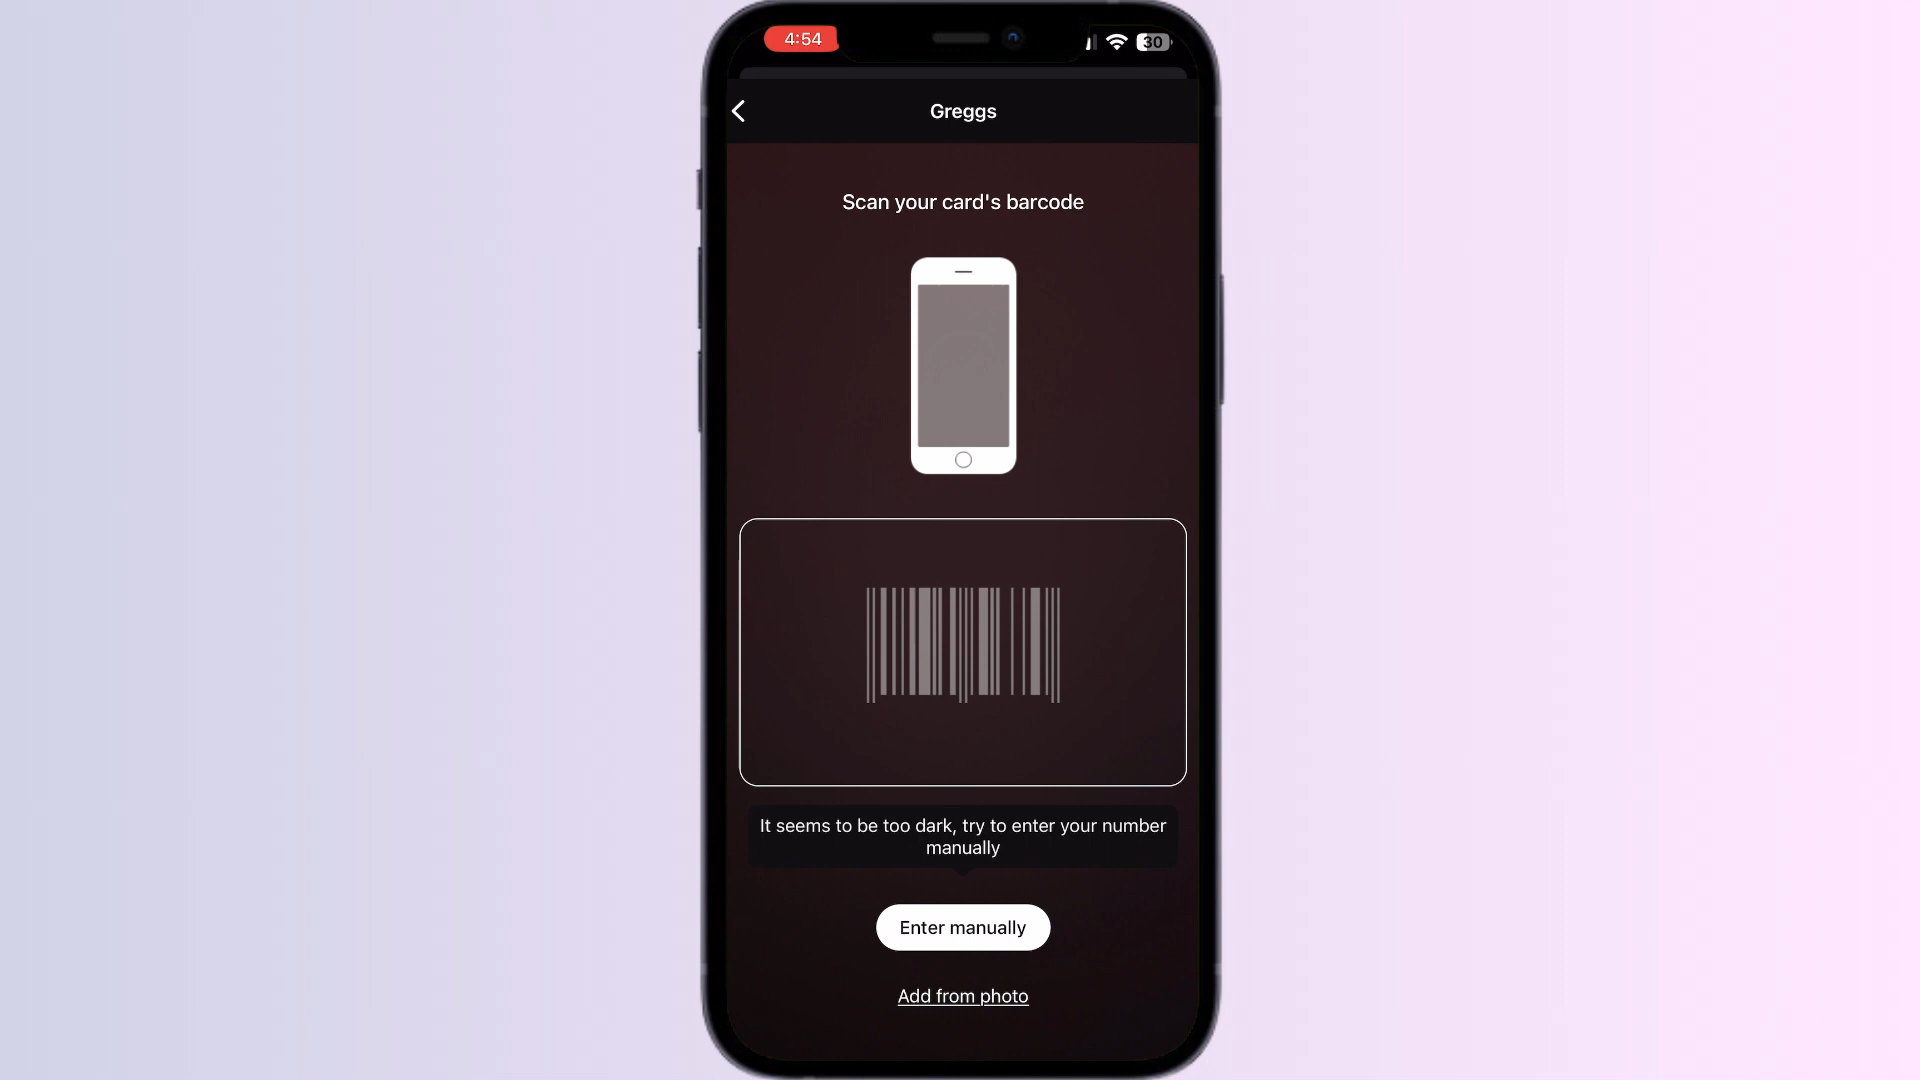 4:54
30
Greggs
Scan your card's barcode
It seems to be too dark, try to enter your number
manually
Enter manually
Add from photo